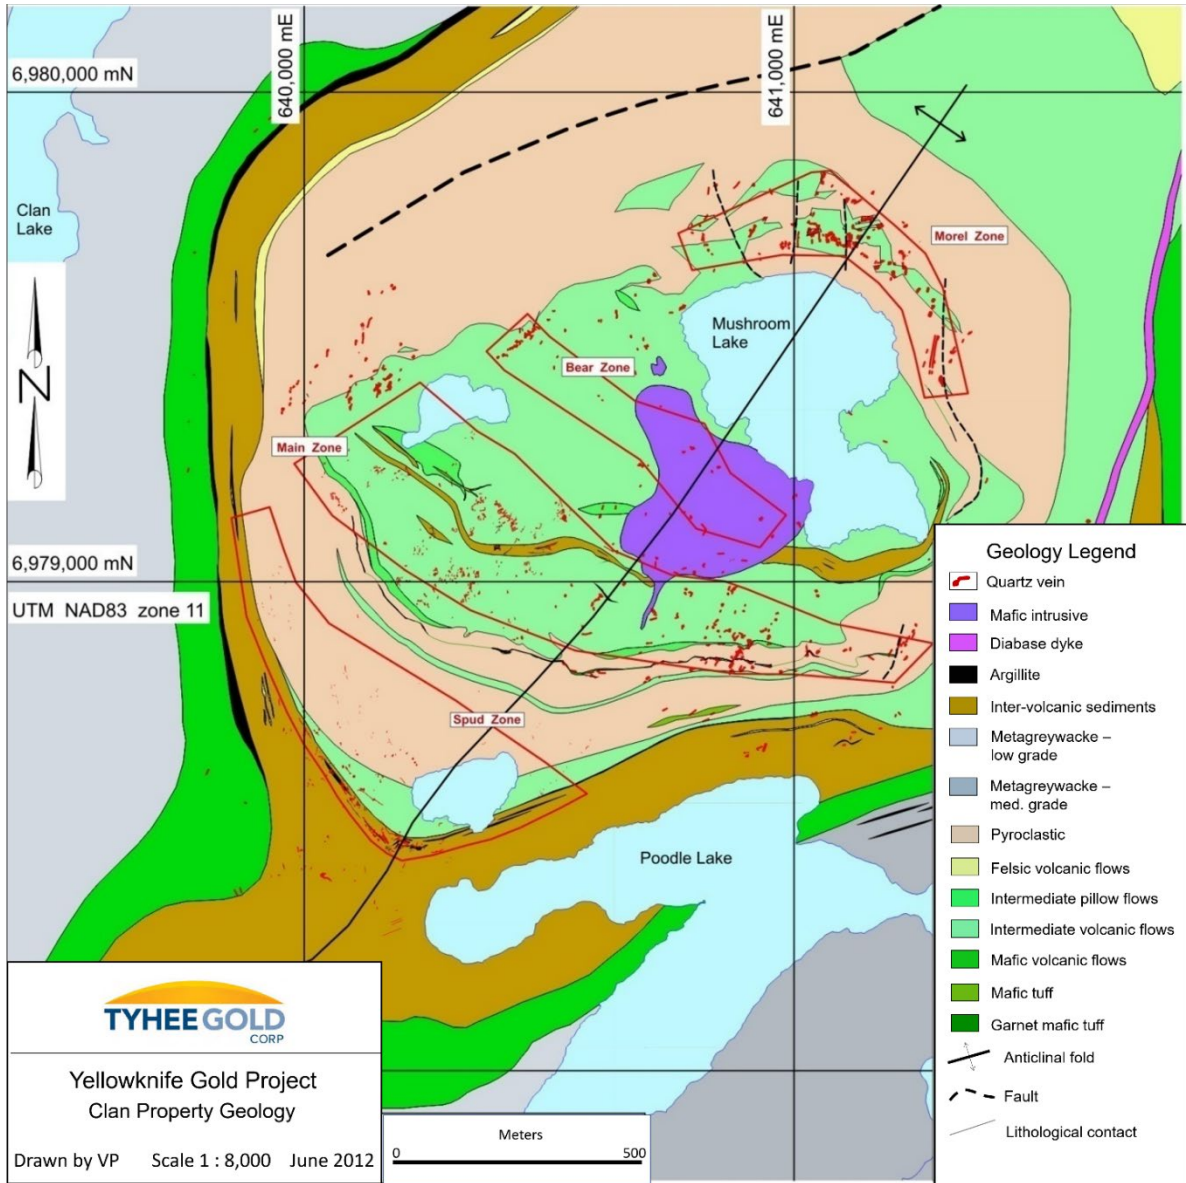 6,980,000 mN
640,000 mE
641,000 mE
Clan
Lake
Morel Zone
Mushroom
Lake
Bear Zone
Main Zone
N
6,979,000 mN
UTM NAD83 zone 11
Spud Zone
Poodle Lake
Geology Legend
Quartz vein
Mafic intrusive
Diabase dyke
Argillite
Inter-volcanic sediments
Metagreywacke –
low grade
Metagreywacke –
med. grade
Pyroclastic
Felsic volcanic flows
Intermediate pillow flows
Intermediate volcanic flows
Mafic volcanic flows
Mafic tuff
Garnet mafic tuff
Anticlinal fold
Fault
Lithological contact
TYHEE GOLD
CORP
Yellowknife Gold Project
Clan Property Geology
Drawn by VP Scale 1 : 8,000 June 2012
Meters
0 500